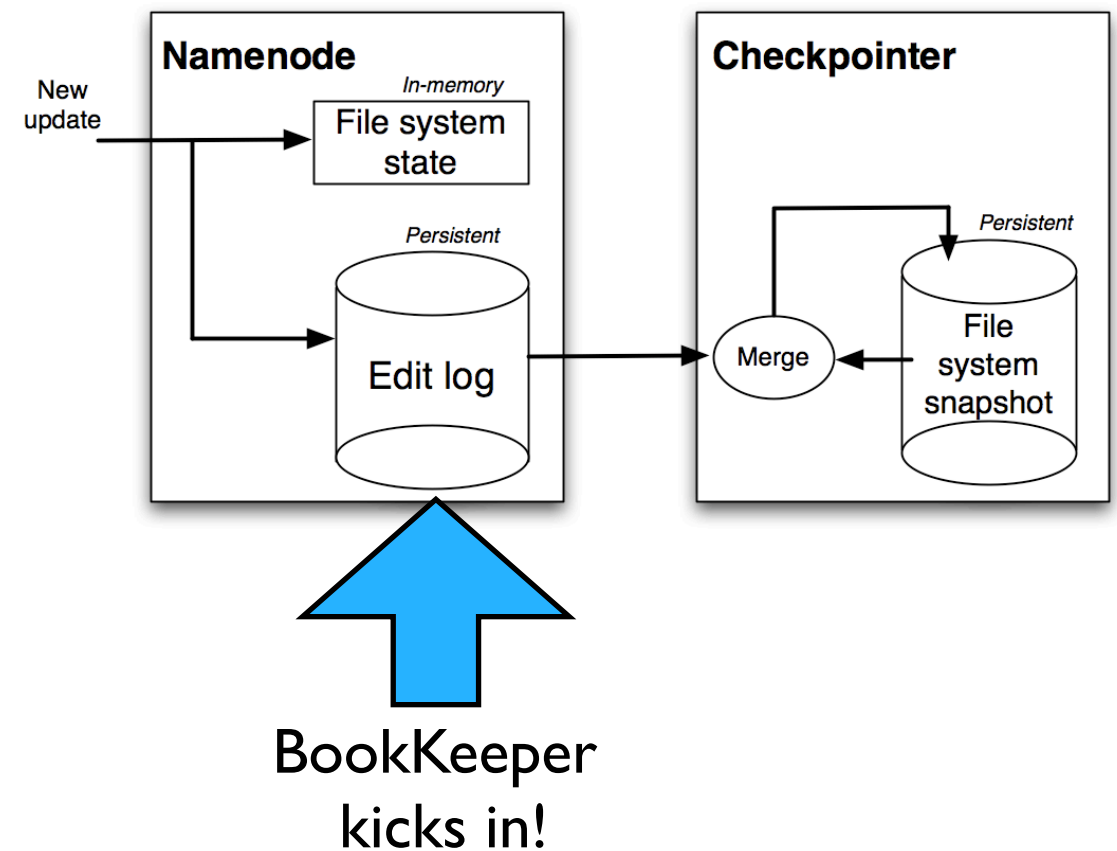 Namenode
Checkpointer
New
update
In-memory
File system
state
Persistent
Edit log
Persistent
Merge
File
system
snapshot
BookKeeper
kicks in!